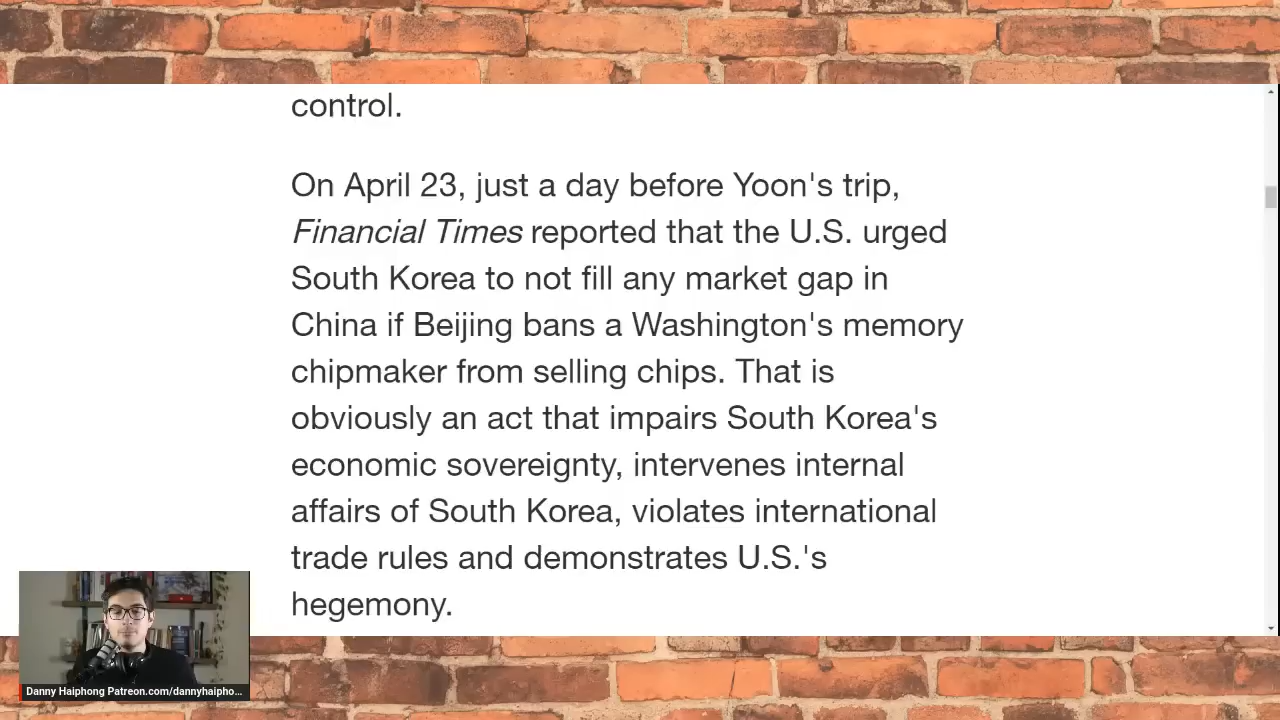 control.
On April 23, just a day before Yoon's trip,
Financial Times reported that the U.S. urged
South Korea to not fill any market gap in
China if Beijing bans a Washington's memory
chipmaker from selling chips. That is
obviously an act that impairs South Korea's
economic sovereignty, intervenes internal
affairs of South Korea, violates international
trade rules and demonstrates U.S.'s
hegemony.
Danny Haiphong Patreon.com/dannyhaipho...